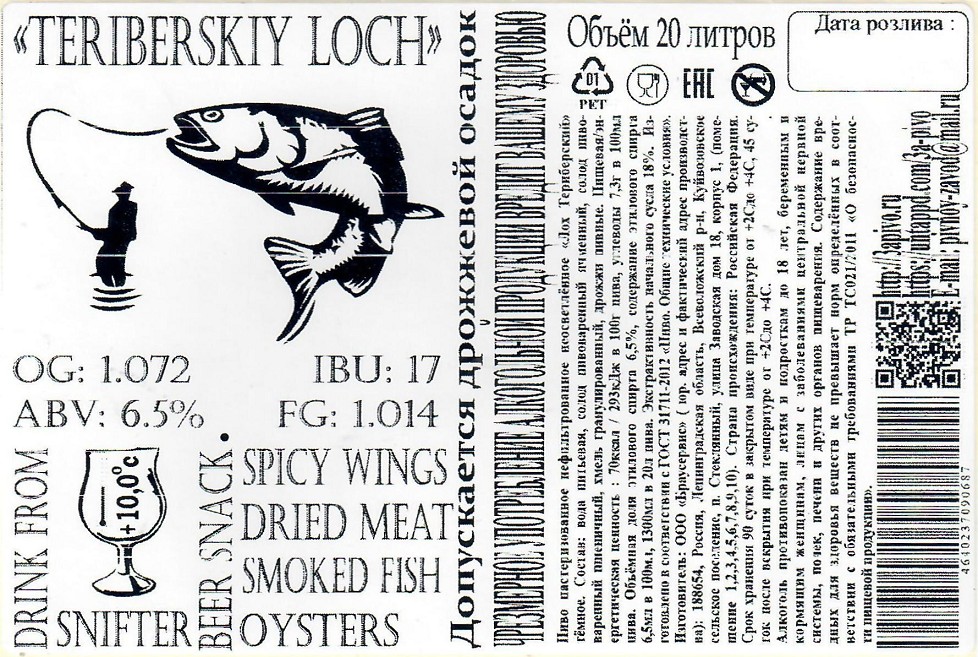 «TERIBERSKIY LOCH»
OG: 1.072
IBU: 17
ABV: 6.5%
FG: 1.014
DRINK FROM
+10,0°c
SNIFTER
BEER SNACK.
SPICY WINGS
DRIED MEAT
SMOKED FISH
OYSTERS
Допускается дрожжевой осадок
ЧРЕЗМЕРНОЕ УПОТРЕБЛЕНИЕ АЛКОГОЛЬНОЙ ПРОДУКЦИИ ВРЕДИТ ВАШЕМУ ЗДОРОВЬЮ
Объём 20 литров
01
PET
EAC
Дата розлива :
Пиво пастеризованное нефильтрованное неосветлённое «Лох Териберский»
тёмное. Состав: вода питьевая, солод пивоваренный ячменный, солод пиво-
варенный пшеничный, хмель гранулированный, дрожжи пивные. Пищевая/эн-
ергетическая ценность : 70ккал / 293кДж в 100г пива, углеводы 7,3г в 100мл
пива. Объёмная доля этилового спирта 6,5%, содержание этилового спирта
6,5мл в 100мл, 1300мл в 20л пива. Экстрактивность начального сусла 18%. Из-
готовлено в соответствии с ГОСТ 31711-2012 «Пиво. Общие технические условия».
Изготовитель: ООО «Браусервис» ( юр. адрес и фактический адрес производст-
ва): 188654, Россия, Ленинградская область, Всеволожский р-н, Куйвозовское
сельское поселение, п. Стеклянный, улица Заводская дом 18, корпус 1, (поме-
щение 1,2,3,4,5,6,7,8,9,10). Страна происхождения: Российская Федерация.
Срок хранения 90 суток в закрытом виде при температуре от +2Cдо +4C, 45 су-
ток после вскрытия при температуре от +2Cдо +4C.
Алкоголь противопоказан детям и подросткам до 18 лет, беременным и
кормящим женщинам, лицам с заболеваниями центральной нервной
системы, почек, печени и других органов пищеварения. Содержание вре-
дных для здоровья веществ не превышает норм определённых в соот-
ветствии с обязательными требованиями ТР ТС021/2011 «О безопаснос-
ти пищевой продукции».
http://3apivo.ru
https://untappd.com/3a-pivo
E-mail: pivnoy-zavod@mail.ru
4640237890687